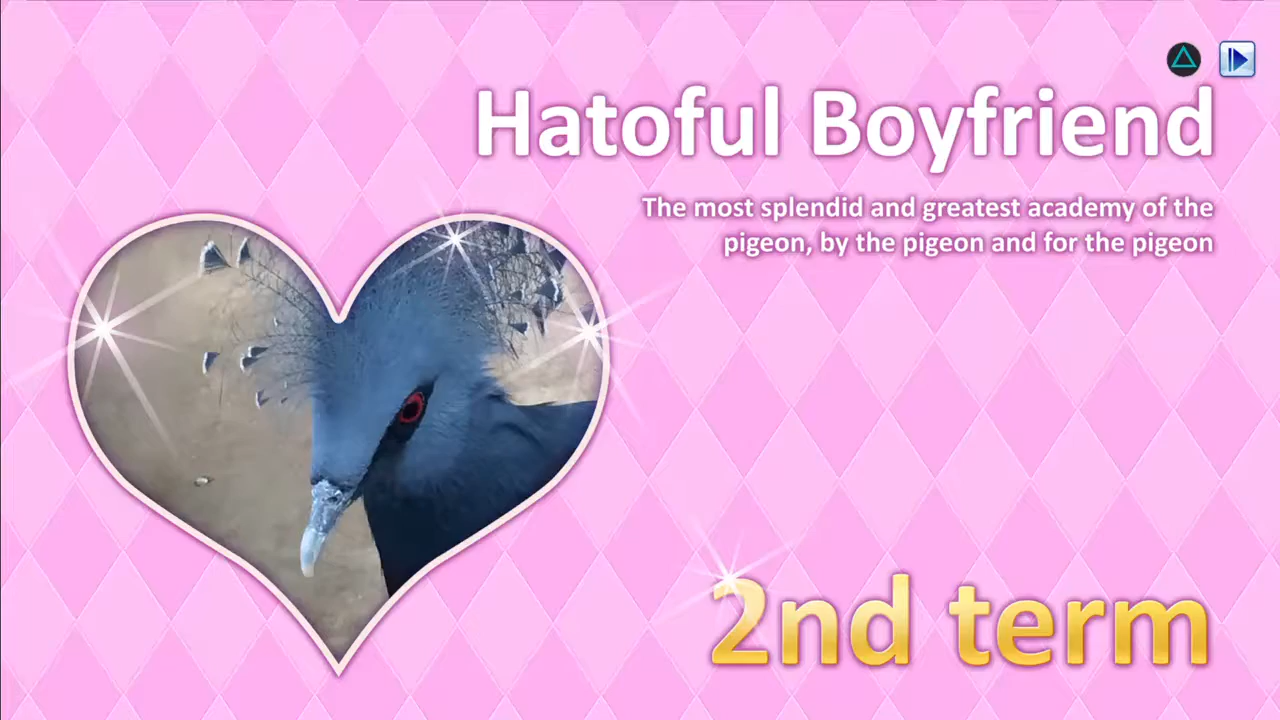 Hatoful Boyfriend
The most splendid and greatest academy of the
pigeon, by the pigeon and for the pigeon
2nd term